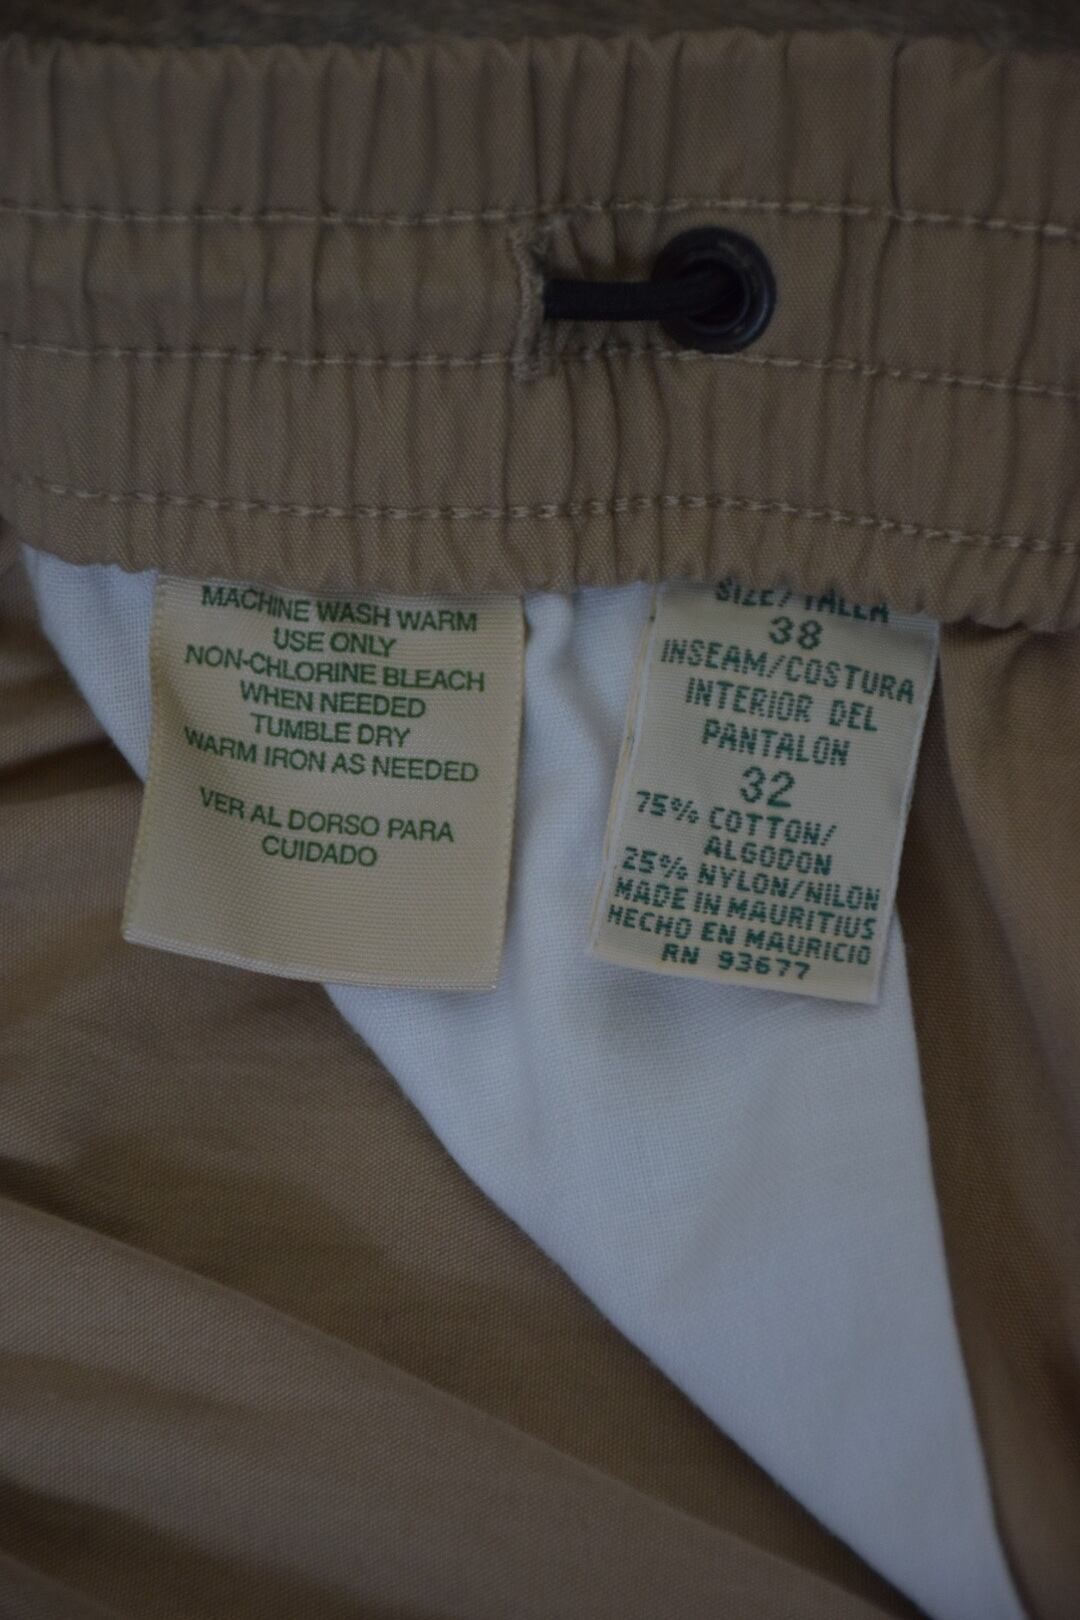 MACHINE WASH WARM
USE ONLY
NON-CHLORINE BLEACH
WHEN NEEDED
TUMBLE DRY
WARM IRON AS NEEDED
VER AL DORSO PARA
CUIDADO
SIZE/TALLA
38
INSEAM/COSTURA
INTERIOR DEL
PANTALON
32
75% COTTON/
ALGODON
25% NYLON/NILON
MADE IN MAURITIUS
HECHO EN MAURICIO
RN 93677